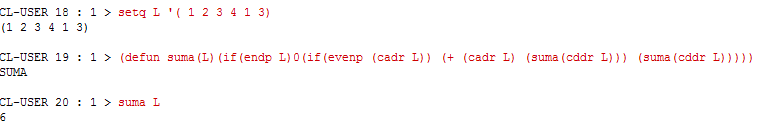 CL-USER 18 : 1 > setq L '( 1 2 3 4 1 3)
(1 2 3 4 1 3)
CL-USER 19 : 1 > (defun suma(L)(if(endp L)0(if(evenp (cadr L)) (+ (cadr L) (suma(cddr L))) (suma(cddr L)))))
SUMA
CL-USER 20 : 1 > suma L
6